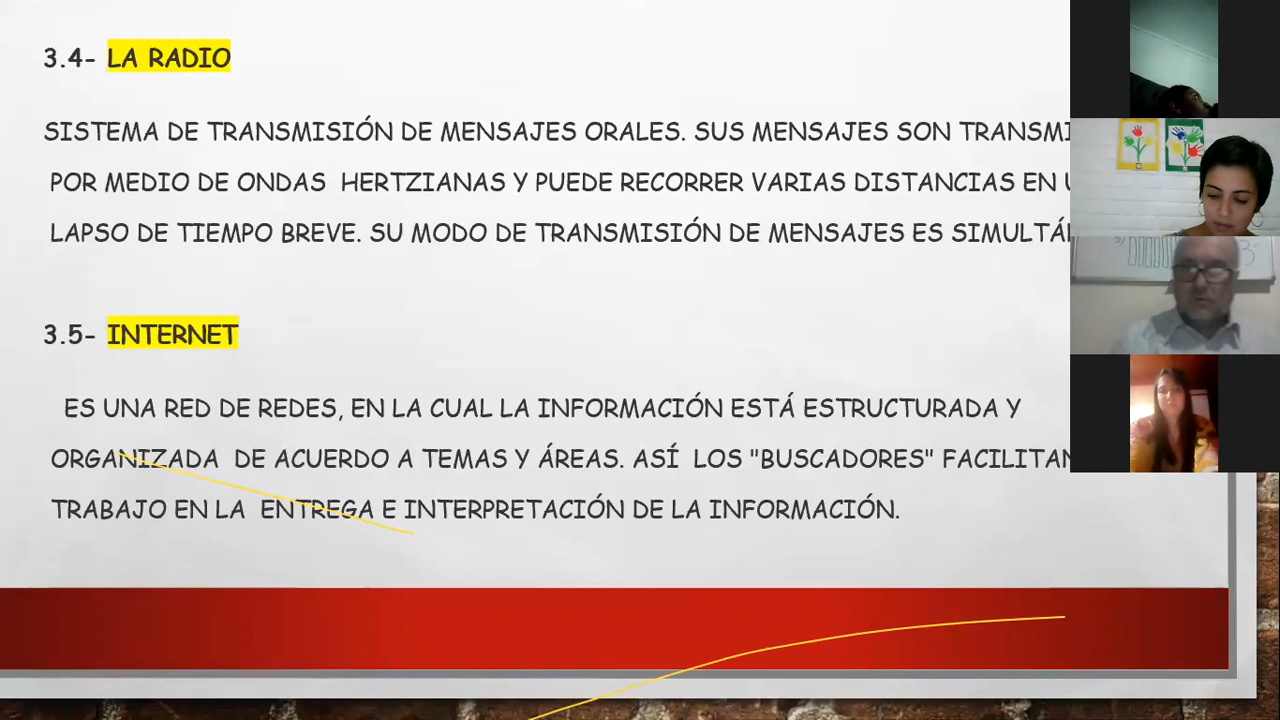 3.4- LA RADIO
SISTEMA DE TRANSMISIÓN DE MENSAJES ORALES. SUS MENSAJES SON
POR MEDIO DE ONDAS HERTZIANAS Y PUEDE RECORRER VARIAS DISTANCIAS EN
LAPSO DE TIEMPO BREVE. SU MODO DE TRANSMISIÓN DE MENSAJES ES
3.5- INTERNET
ES UNA RED DE REDES, EN LA CUAL LA INFORMACIÓN ESTÁ ESTRUCTURADA Y
ORGANIZADA DE ACUERDO A TEMAS Y ÁREAS. ASÍ LOS "BUSCADORES" FACILITAN
TRABAJO EN LA ENTREGA E INTERPRETACIÓN DE LA INFORMACIÓN.